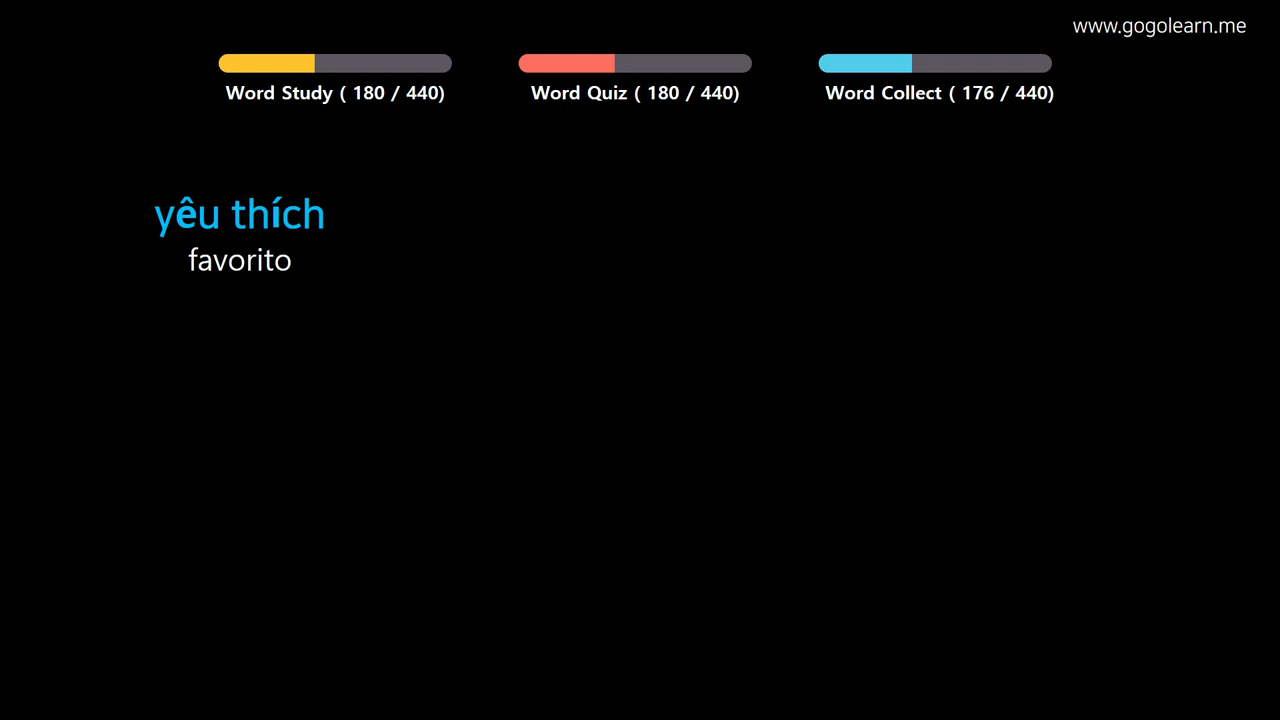 www.gogolearn.me
Word Study ( 180 / 440)
Word Quiz ( 180 / 440)
Word Collect ( 176 / 440)
yêu thích
favorito